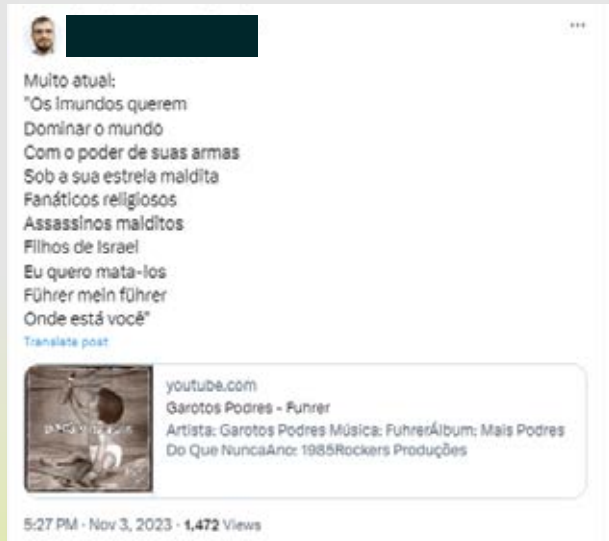 Muito atual:
"Os imundos querem
Dominar o mundo
Com o poder de suas armas
Sob a sua estrela maldita
Fanáticos religiosos
Assassinos malditos
Filhos de Israel
Eu quero mata-los
Führer mein führer
Onde está você"
Translate post
youtube.com
Garotos Podres - Fuhrer
Artista: Garotos Podres Música: FuhrerÁlbum: Mais Podres
Do Que NuncaAno: 1985Rockers Produções
5:27 PM · Nov 3, 2023 · 1,472 Views